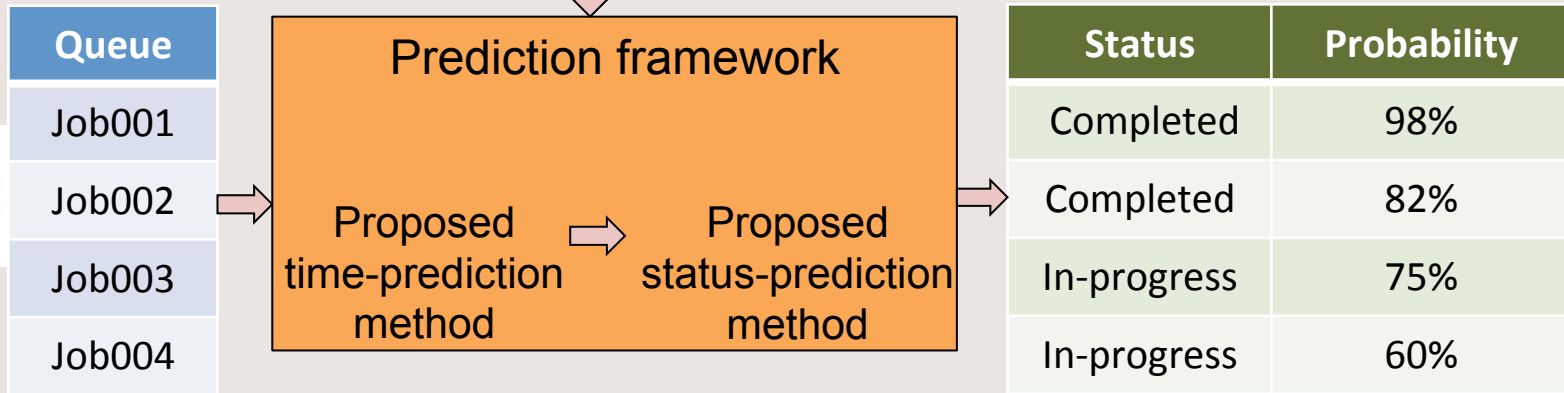 Queue
Job001
Job002
Job003
Job004
Prediction framework
Proposed
time-prediction
method
Proposed
status-prediction
method
Status Probability
Completed 98%
Completed 82%
In-progress 75%
In-progress 60%